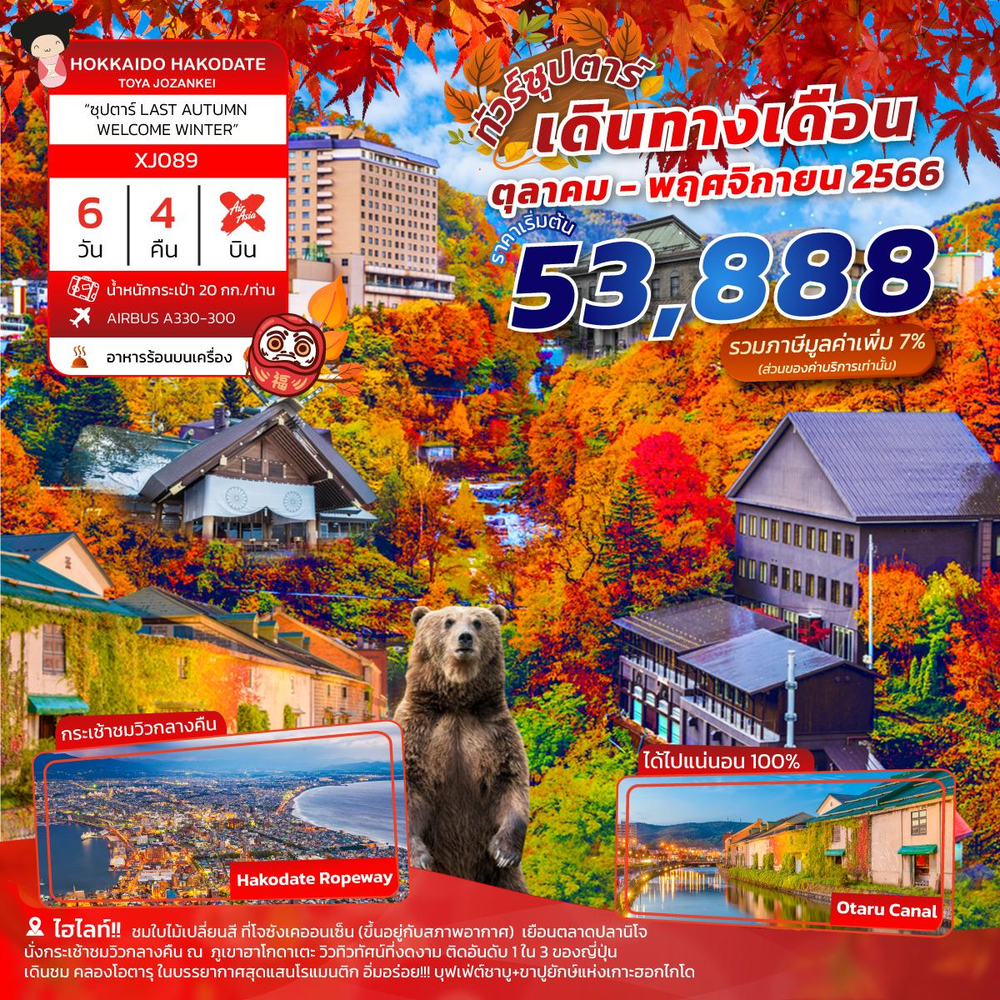 HOKKAIDO HAKODATE
TOYA JOZANKEI
“ซุปตาร์ LAST AUTUMN
WELCOME WINTER”
XJ089
6
วัน
4
คืน
Air
Asia
X
บิน
น้ำหนักกระเป๋า 20 กก./ท่าน
AIRBUS A330-300
อาหารร้อนบนเครื่อง
福
ทัวร์ซุปตาร์
เดินทางเดือน
ตุลาคม - พฤศจิกายน 2566
ราคาเริ่มต้น
53,888
รวมภาษีมูลค่าเพิ่ม 7%
(ส่วนของค่าบริการเท่านั้น)
กระเช้าชมวิวกลางคืน
Hakodate Ropeway
ได้ไปแน่นอน 100%
Otaru Canal
ไฮไลท์!! ชมใบไม้เปลี่ยนสี ที่โจซังเคออนเซ็น (ขึ้นอยู่กับสภาพอากาศ) เยือนตลาดปลานิโจ
นั่งกระเช้าชมวิวกลางคืน ณ ภูเขาฮาโกดาเตะ วิวทิวทัศน์ที่งดงาม ติดอันดับ 1 ใน 3 ของญี่ปุ่น
เดินชม คลองโอตารุ ในบรรยากาศสุดแสนโรแมนติก อิ่มอร่อย!!! บุฟเฟ่ต์ชาบู+ขาปูยักษ์แห่งเกาะฮอกไกโด